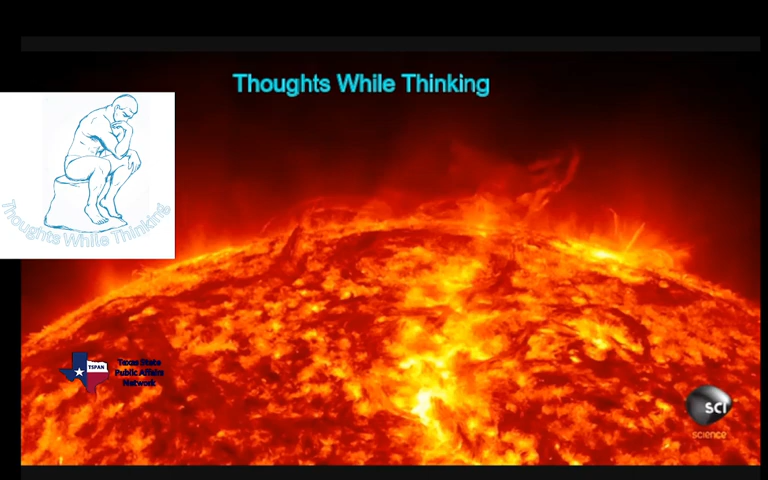 Thoughts While Thinking
Thoughts While Thinking
TSPAN
Texas State
Public Affairs
Network
SCI
science